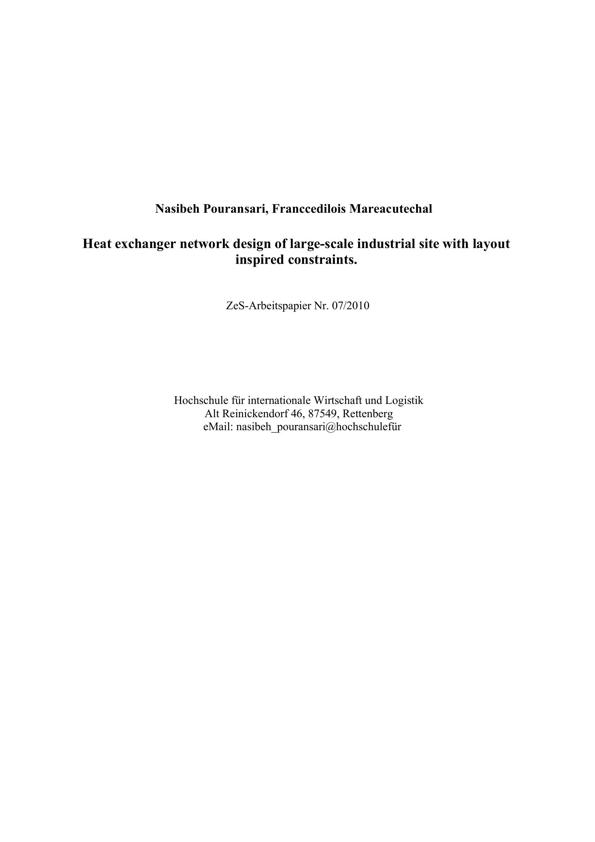 Nasibeh Pouransari, Franccedilois Mareacutechal
Heat exchanger network design of large-scale industrial site with layout
inspired constraints.
ZeS-Arbeitspapier Nr. 07/2010
Hochschule für internationale Wirtschaft und Logistik
Alt Reinickendorf 46, 87549, Rettenberg
eMail: nasibeh_pouransari@hochschulefür